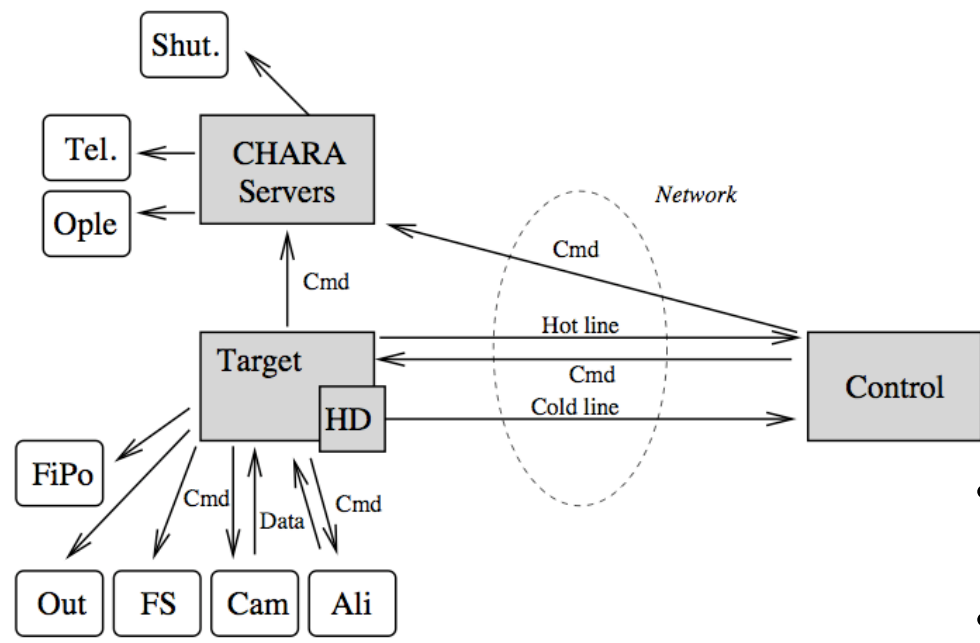 Shut.
Tel.
CHARA
Servers
Ople
Network
Cmd
Cmd
Hot line
Target
Cmd
Control
HD
Cold line
FiPo
Cmd
Data
Cmd
Out
FS
Cam
Ali